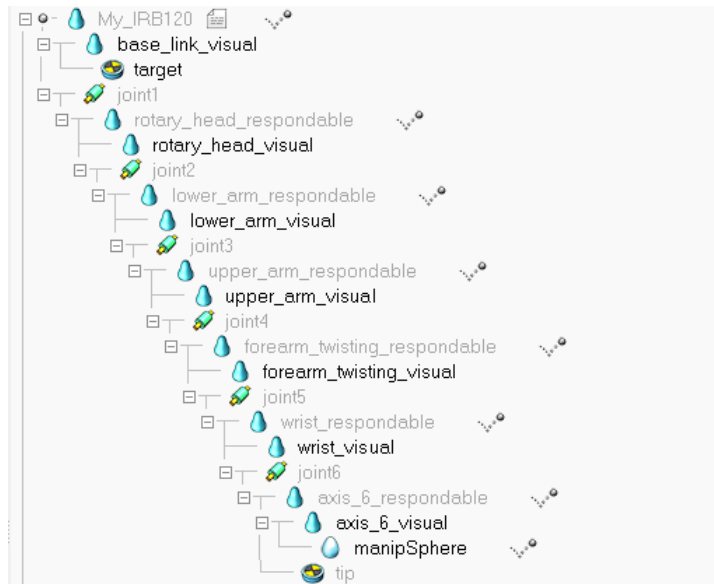 My_IRB120
base_link_visual
target
joint1
rotary_head_respondable
rotary_head_visual
joint2
lower_arm_respondable
lower_arm_visual
joint3
upper_arm_respondable
upper_arm_visual
joint4
forearm_twisting_respondable
forearm_twisting_visual
joint5
wrist_respondable
wrist_visual
joint6
axis_6_respondable
axis_6_visual
manipSphere
tip